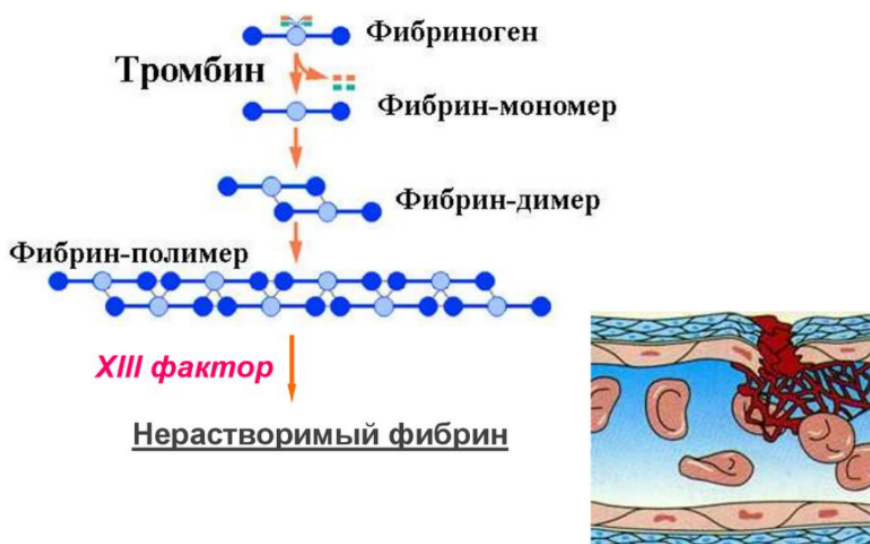 Фибриноген
Тромбин
Фибрин-мономер
Фибрин-димер
Фибрин-полимер
XIII фактор
Нерастворимый фибрин